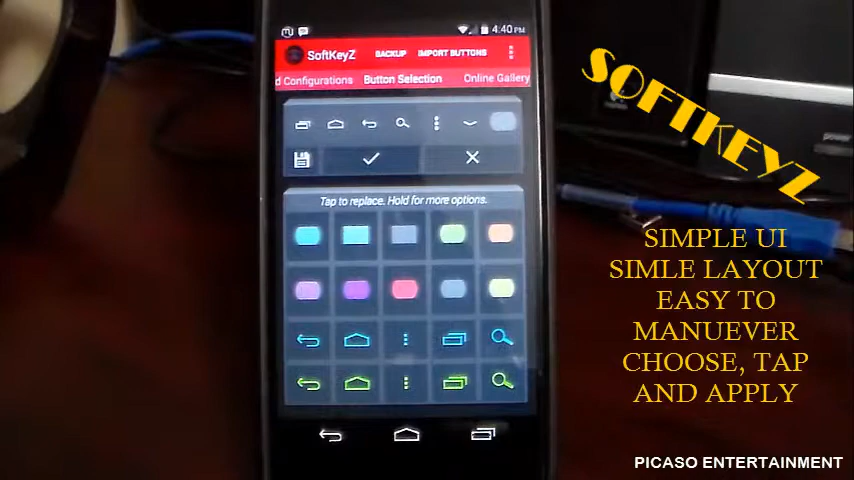 4:40 PM
SoftKeyZ BACKUP IMPORT BUTTONS
d Configurations Button Selection Online Gallery
Tap to replace. Hold for more options.
SOFTKEYZ
SIMPLE UI
SIMLE LAYOUT
EASY TO
MANUEVER
CHOOSE, TAP
AND APPLY
PICASO ENTERTAINMENT